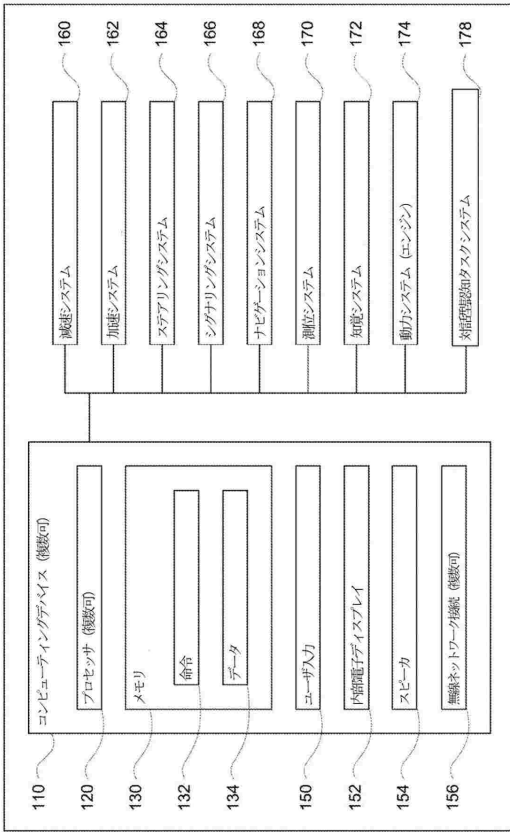 110
コンピューティングデバイス (複数可)
120
プロセッサ (複数可)
130
メモリ
132
命令
134
データ
150
ユーザ入力
152
内部電子ディスプレイ
154
スピーカ
156
無線ネットワーク接続 (複数可)
減速システム
160
加速システム
162
ステアリングシステム
164
シグナリングシステム
166
ナビゲーションシステム
168
測位システム
170
知覚システム
172
動力システム (エンジン)
174
対話型認知タスクシステム
178